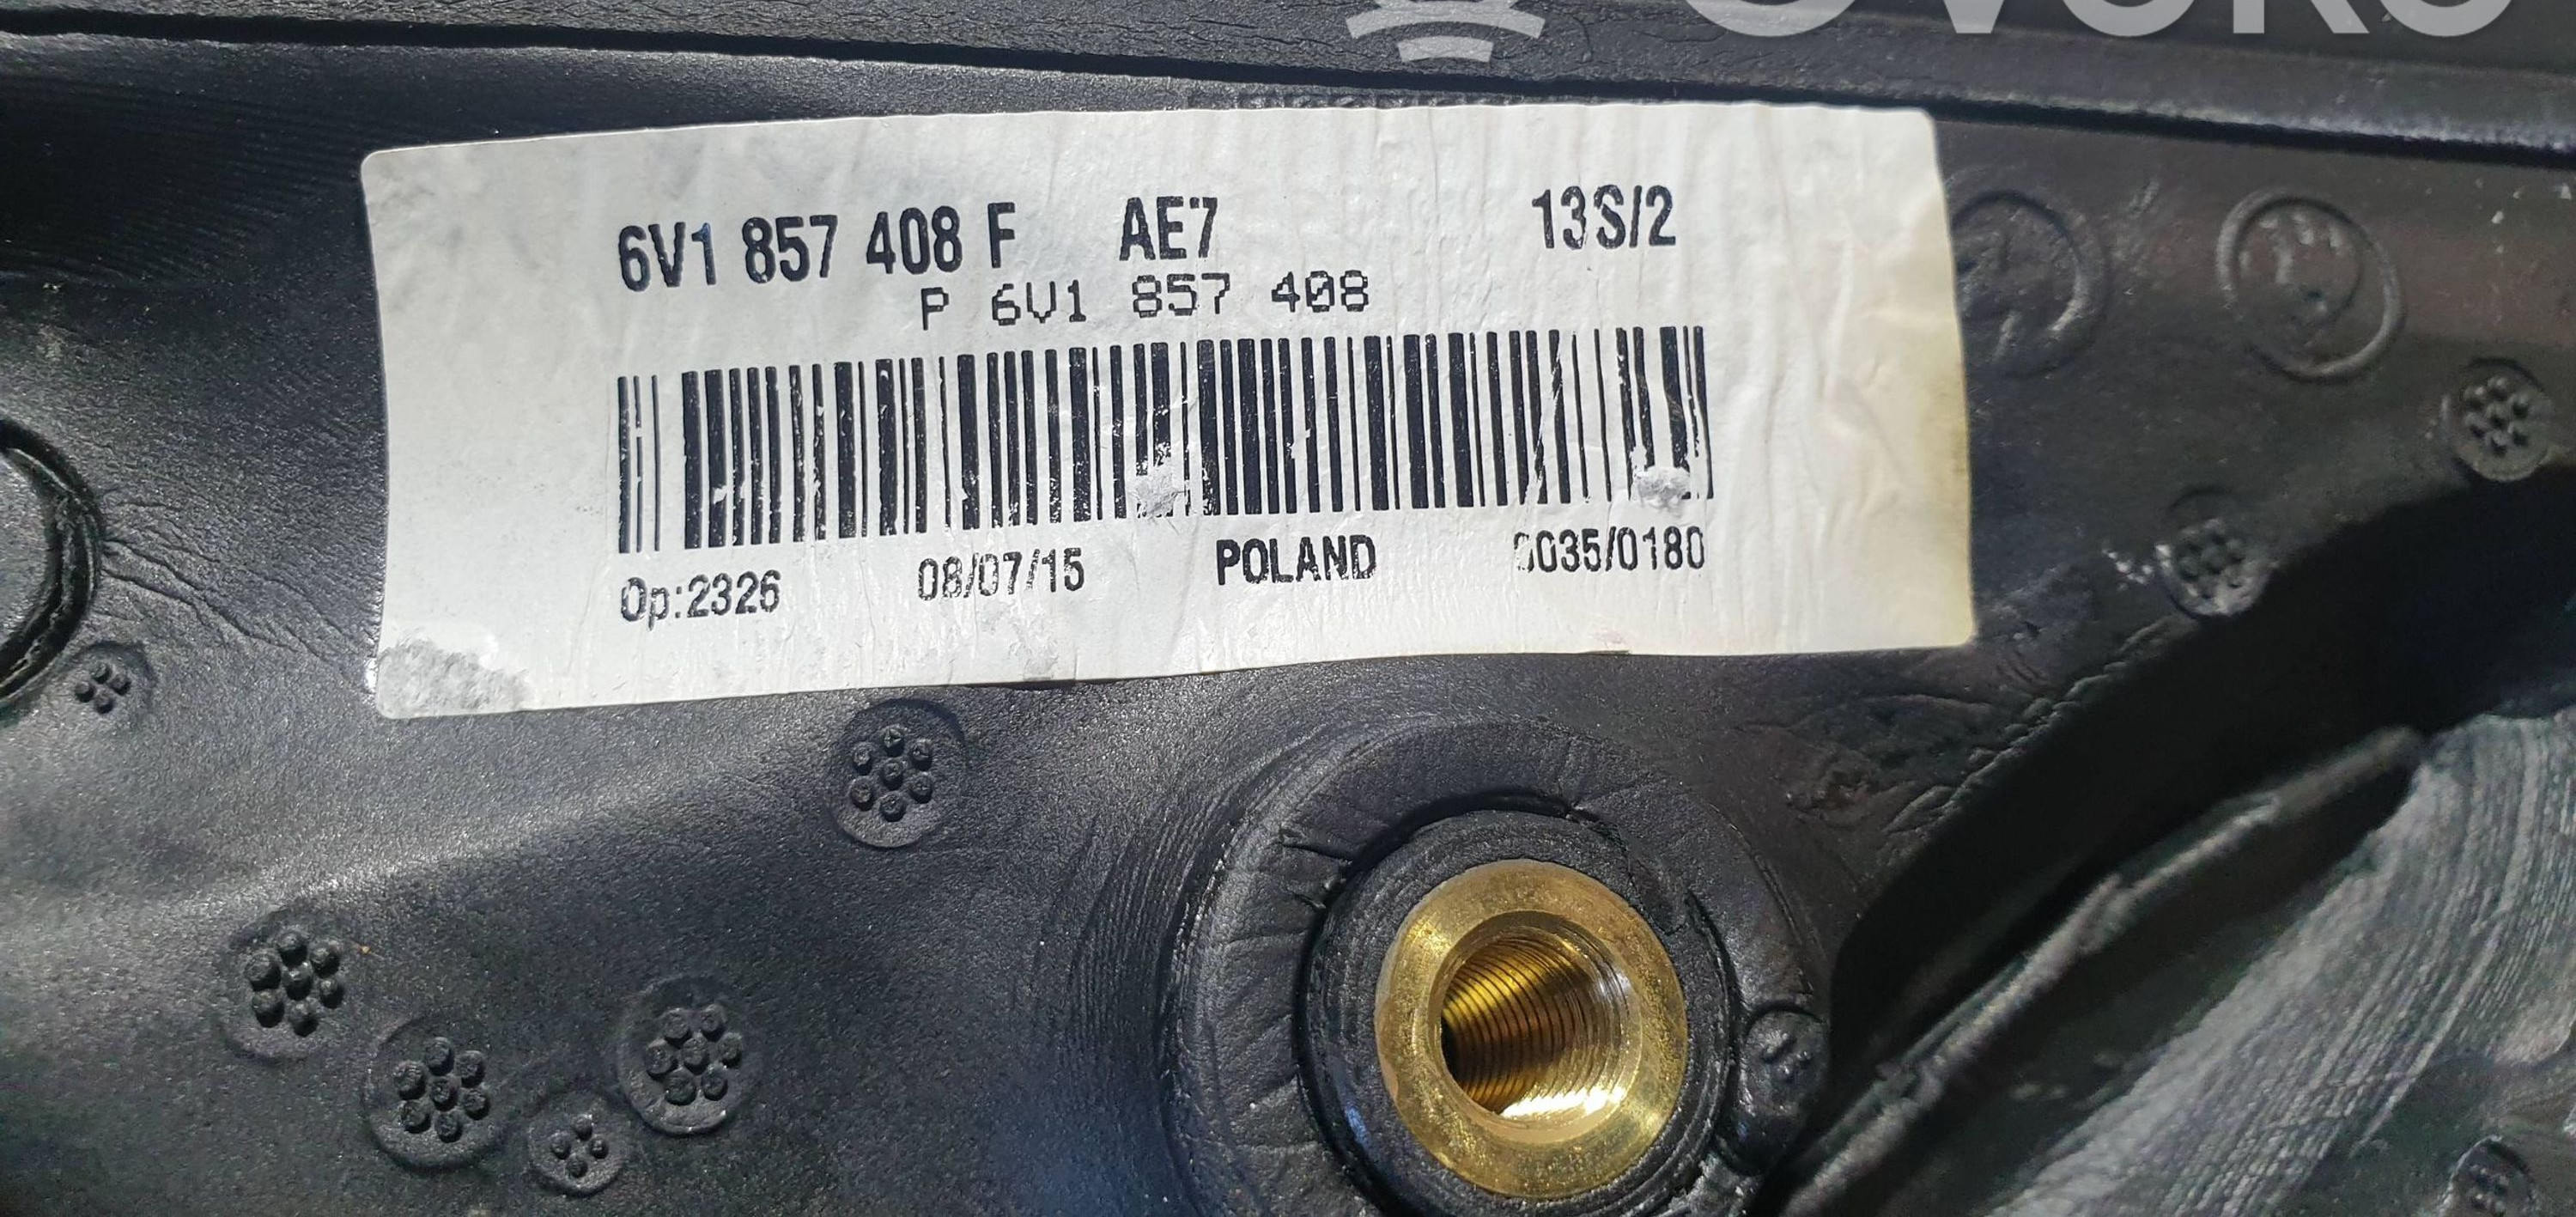 6V1 857 408 F AE7 13S/2
P 6V1 857 408
Op:2326 08/07/15 POLAND 0035/0180